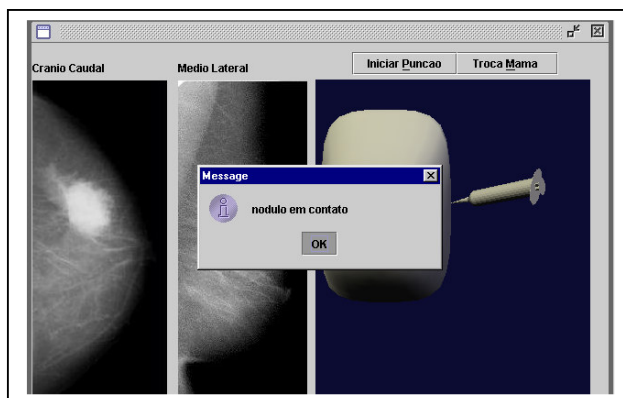 Cranio Caudal
Medio Lateral
Iniciar Puncao
Troca Mama
Message
nodulo em contato
OK